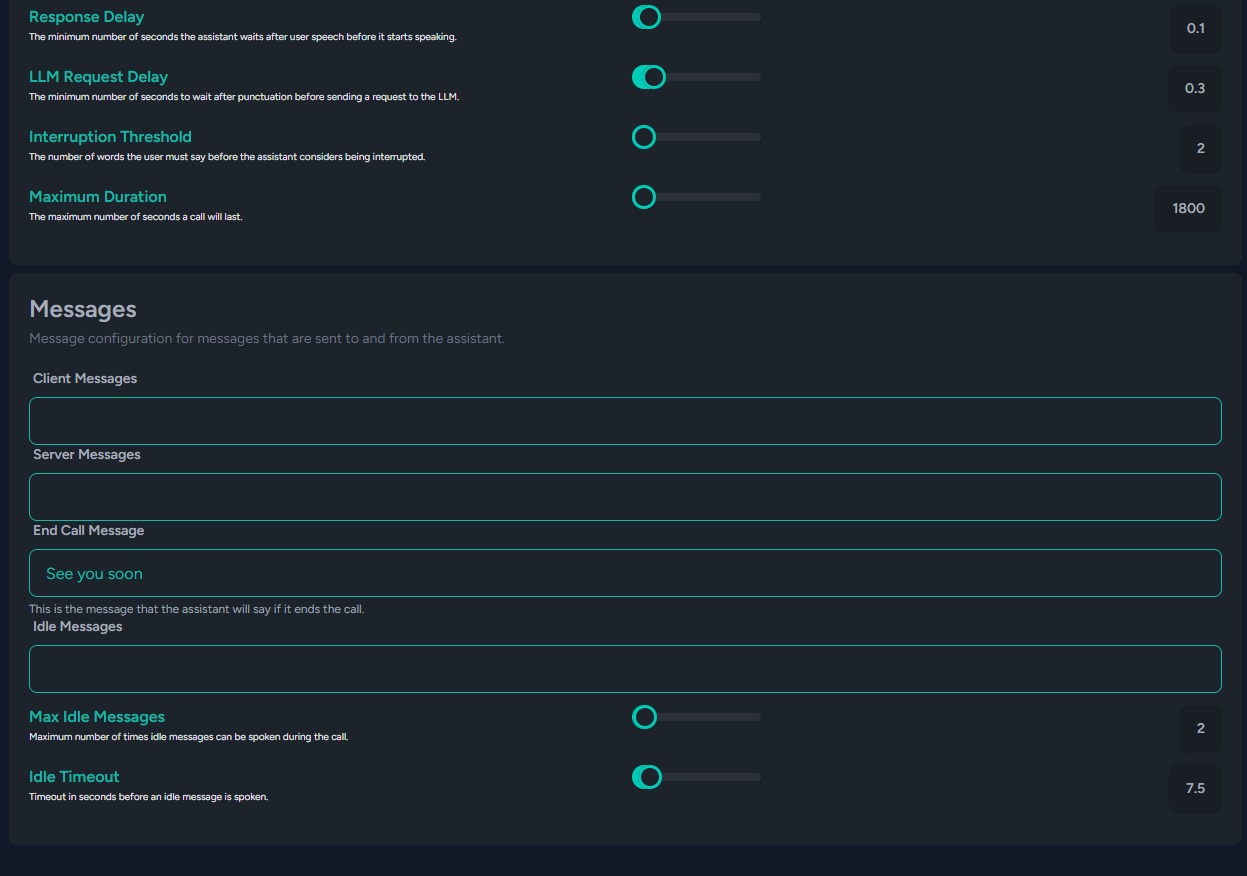 Response Delay
The minimum number of seconds the assistant waits after user speech before it starts speaking.
0.1
LLM Request Delay
The minimum number of seconds to wait after punctuation before sending a request to the LLM.
0.3
Interruption Threshold
The number of words the user must say before the assistant considers being interrupted.
2
Maximum Duration
The maximum number of seconds a call will last.
1800
Messages
Message configuration for messages that are sent to and from the assistant.
Client Messages
Server Messages
End Call Message
See you soon
This is the message that the assistant will say if it ends the call.
Idle Messages
Max Idle Messages
Maximum number of times idle messages can be spoken during the call.
2
Idle Timeout
Timeout in seconds before an idle message is spoken.
7.5